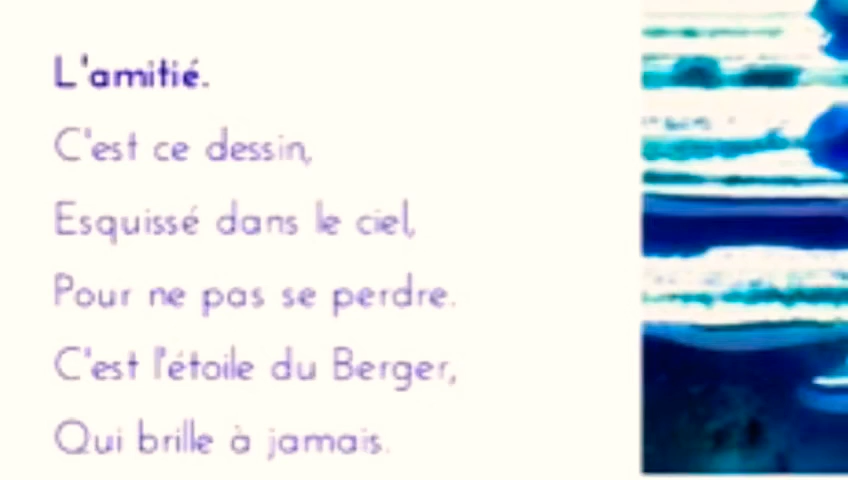 L'amitié.
C'est ce dessin,
Esquissé dans le ciel,
Pour ne pas se perdre.
C'est l'étoile du Berger,
Qui brille à jamais.